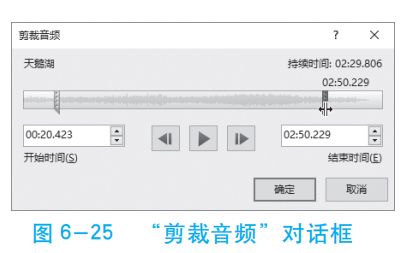 剪裁音频 ? ×
天鹅湖 持续时间: 02:29.806
02:50.229
00:20.423 02:50.229
开始时间(S) 结束时间(E)
确定 取消
图 6-25 “剪裁音频”对话框